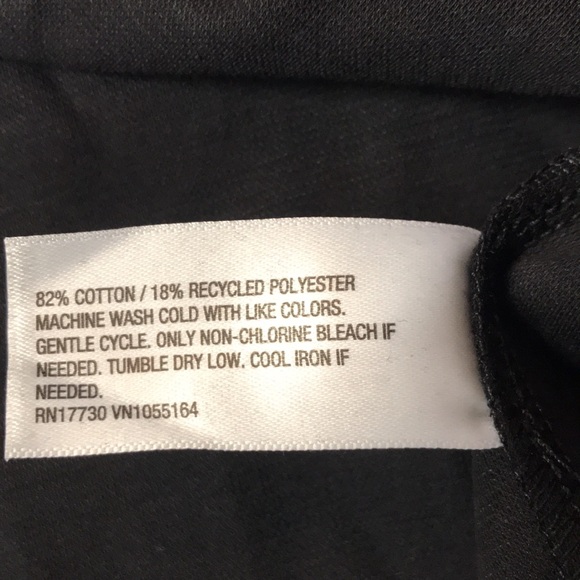 82% COTTON / 18% RECYCLED POLYESTER
MACHINE WASH COLD WITH LIKE COLORS.
GENTLE CYCLE. ONLY NON-CHLORINE BLEACH IF
NEEDED. TUMBLE DRY LOW. COOL IRON IF
NEEDED.
RN17730 VN1055164